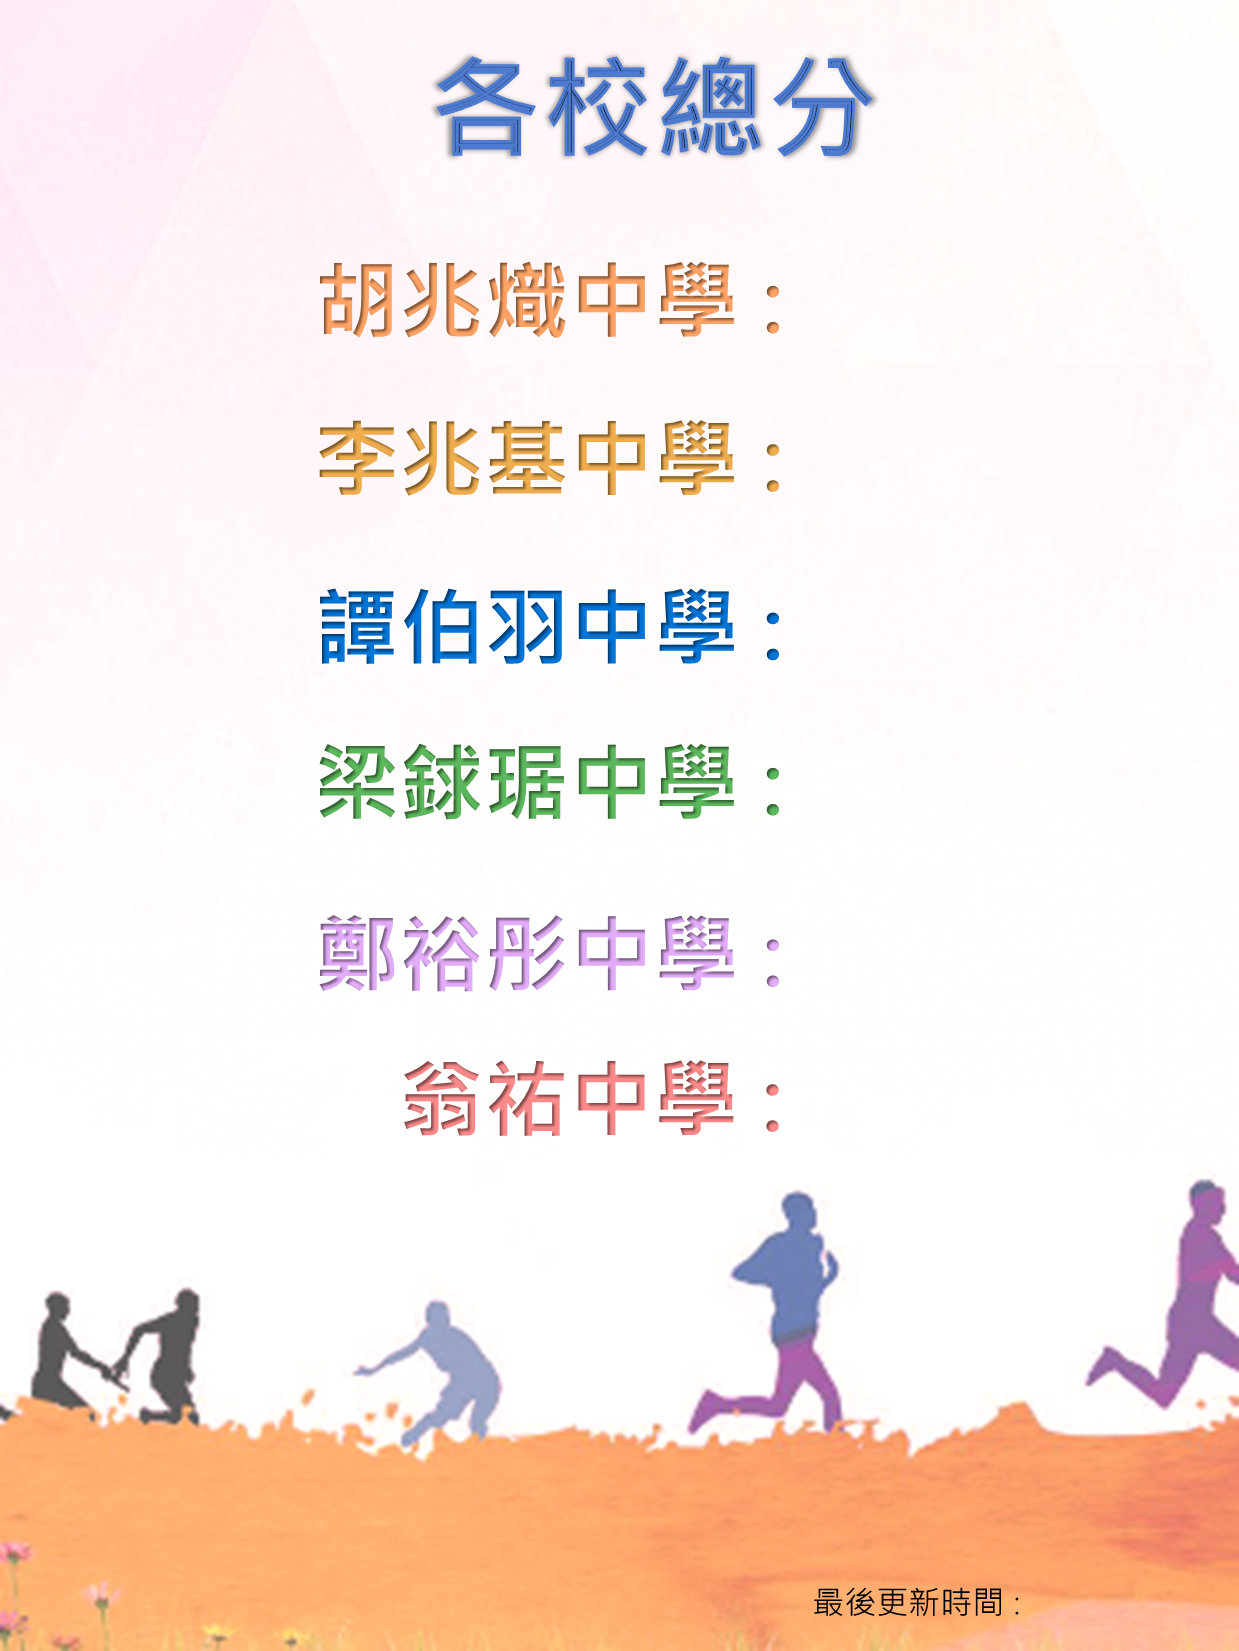 各校總分
胡兆熾中學：
李兆基中學：
譚伯羽中學：
梁銶琚中學：
鄭裕彤中學：
翁祐中學：
最後更新時間：